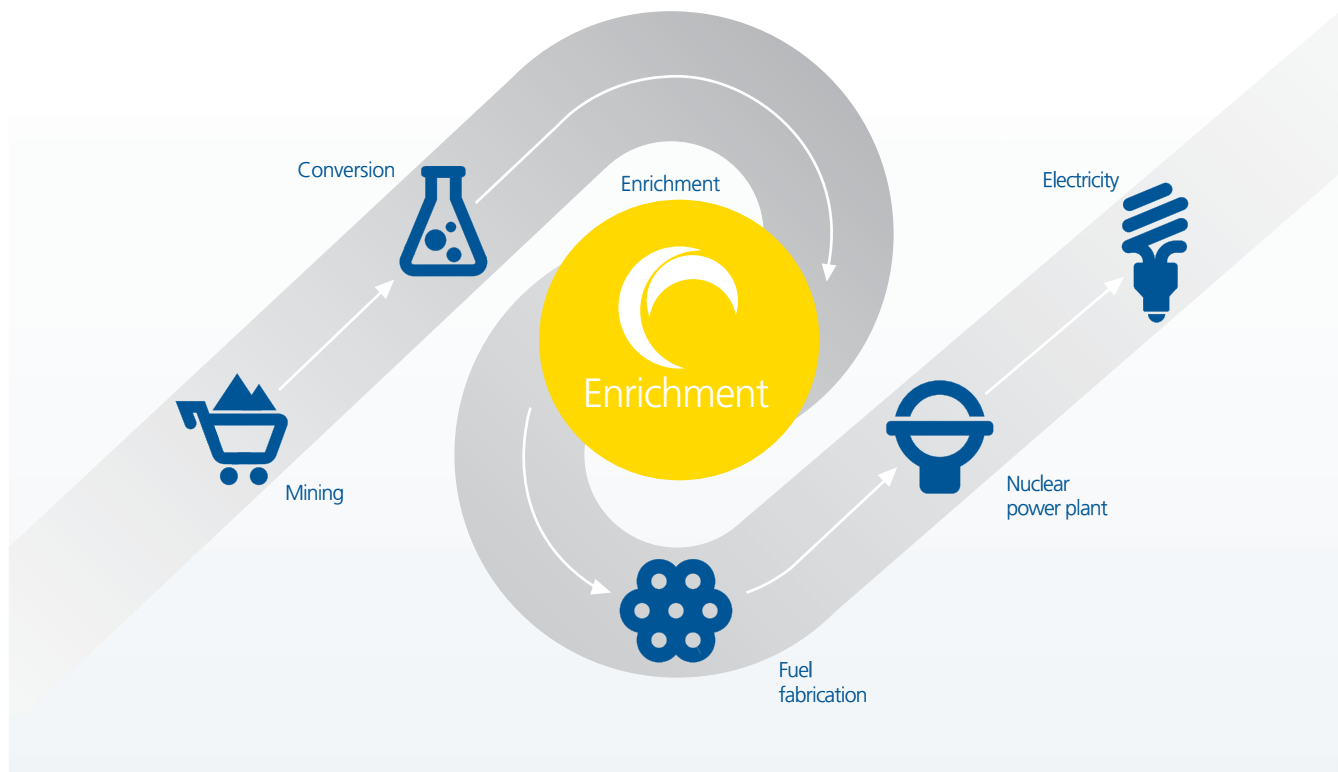 Conversion
Enrichment
Electricity
Enrichment
Mining
Nuclear
power plant
Fuel
fabrication